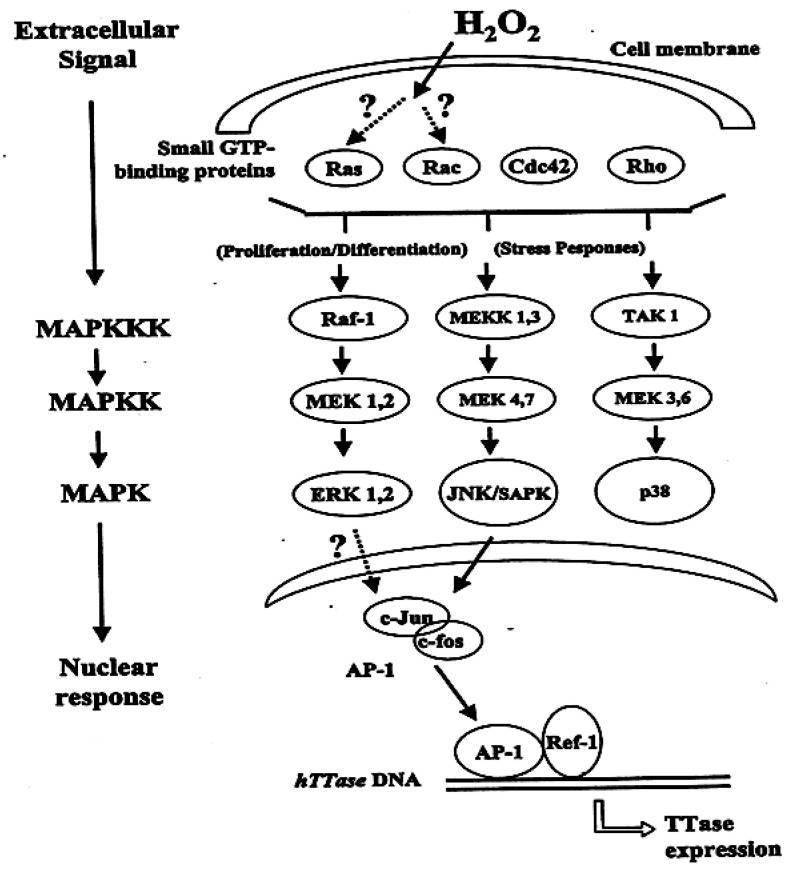 Extracellular
Signal
H2O2
Cell membrane
? ?
Small GTP-
binding proteins
Ras Rac Cdc42 Rho
(Proliferation/Differentiation) (Stress Pesponses)
MAPKKK Raf-1 MEKK 1,3 TAK 1
MAPKK MEK 1,2 MEK 4,7 MEK 3,6
MAPK ERK 1,2 JNK/SAPK p38
?
c-Jun
c-fos
Nuclear
response
AP-1
AP-1 Ref-1
hTTase DNA
TTase
expression